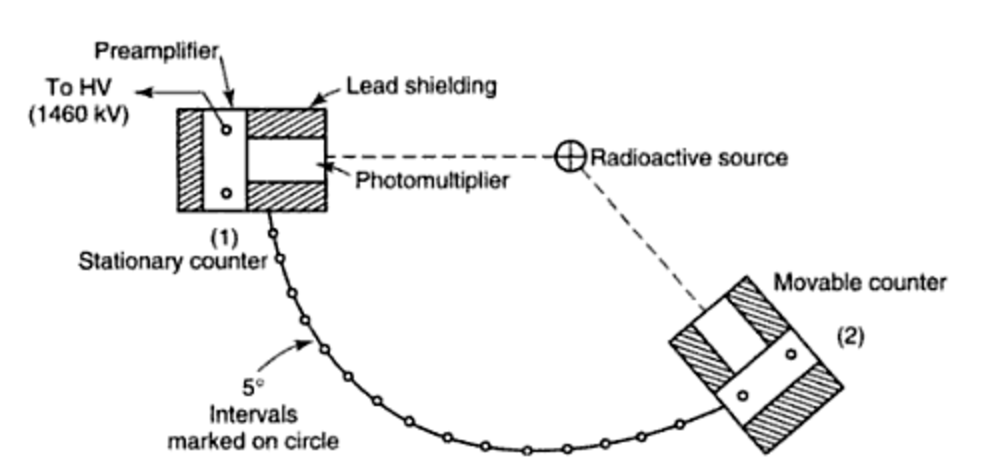 Preamplifier
To HV
(1460 kV)
Lead shielding
Radioactive source
Photomultiplier
(1)
Stationary counter
Movable counter
(2)
5°
Intervals
marked on circle